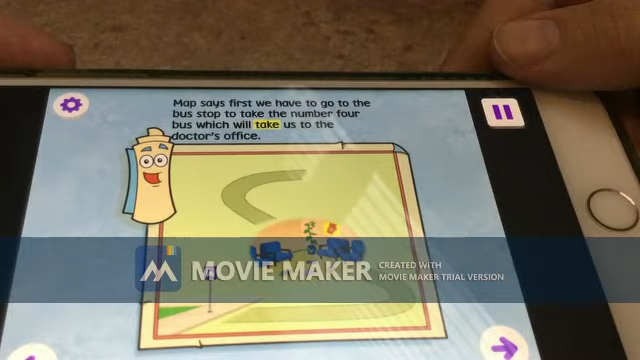 Map says first we have to go to the
bus stop to take the number four
bus which will take us to the
doctor's office.
MOVIE MAKER
CREATED WITH
MOVIE MAKER TRIAL VERSION